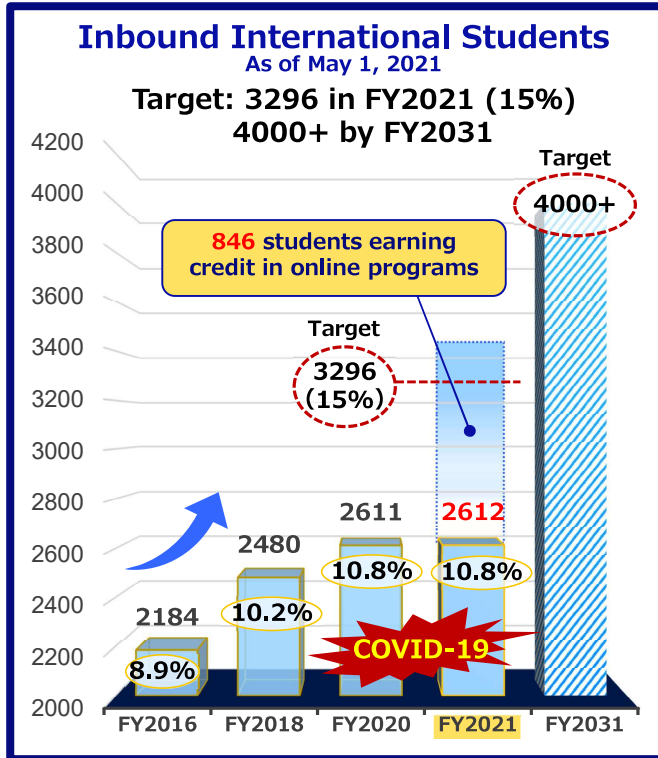 Inbound International Students
As of May 1, 2021
Target: 3296 in FY2021 (15%)
4000+ by FY2031
4200
4000
3800
3600
3400
3200
3000
2800
2600
2400
2200
2000
Target
4000+
846 students earning
credit in online programs
Target
3296
(15%)
2184
8.9%
2480
10.2%
2611
10.8%
2612
10.8%
COVID-19
FY2016
FY2018
FY2020
FY2021
FY2031